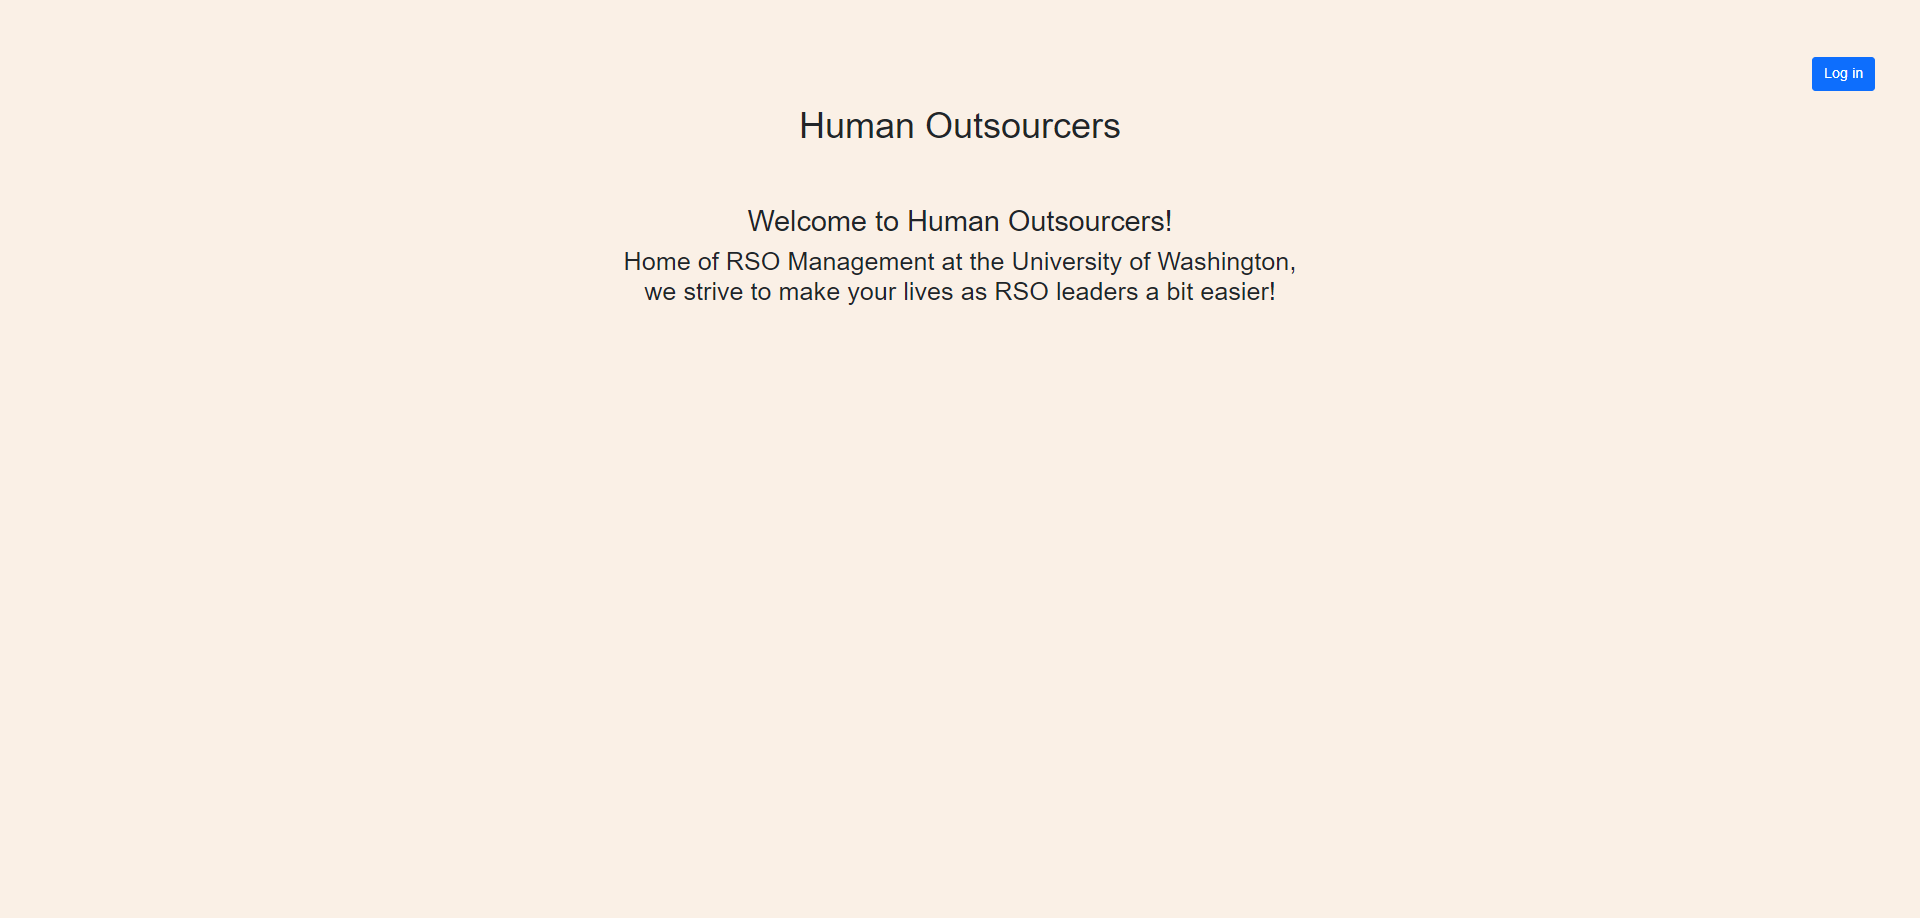 Log in
Human Outsourcers
Welcome to Human Outsourcers!
Home of RSO Management at the University of Washington,
we strive to make your lives as RSO leaders a bit easier!